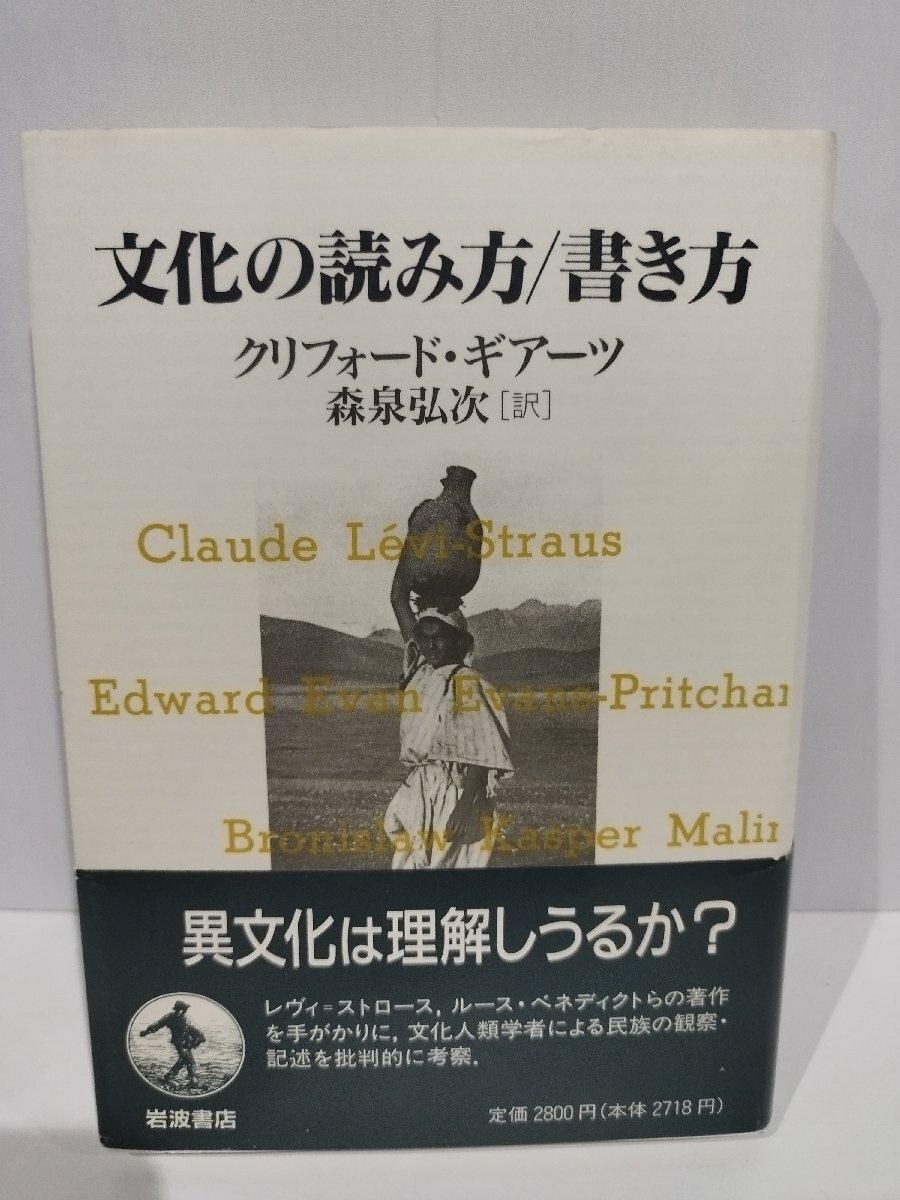 文化の読み方/書き方
クリフォード・ギアーツ
森泉弘次[訳]
Claude Lévi-Straus
Edward Evan Evans-Pritchar
Bronislaw Kasper Malin
異文化は理解しうるか?
レヴィ=ストロース,ルース・ベネディクトらの著作
を手がかりに,文化人類学者による民族の観察・
記述を批判的に考察.
岩波書店
定価2800円(本体2718円)